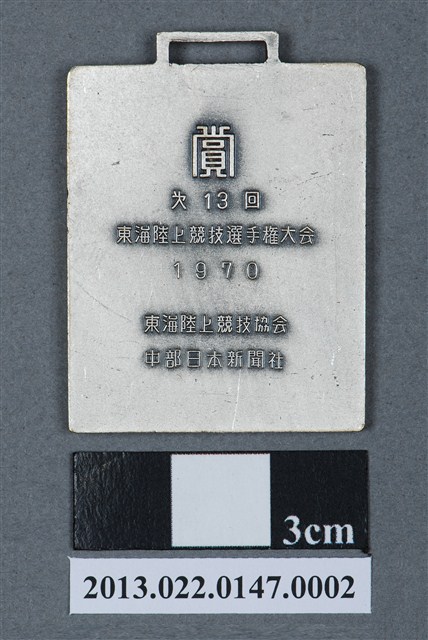 賞
第13回
東海陸上競技選手権大会
1970
東海陸上競技協会
中部日本新聞社
3cm
2013.022.0147.0002